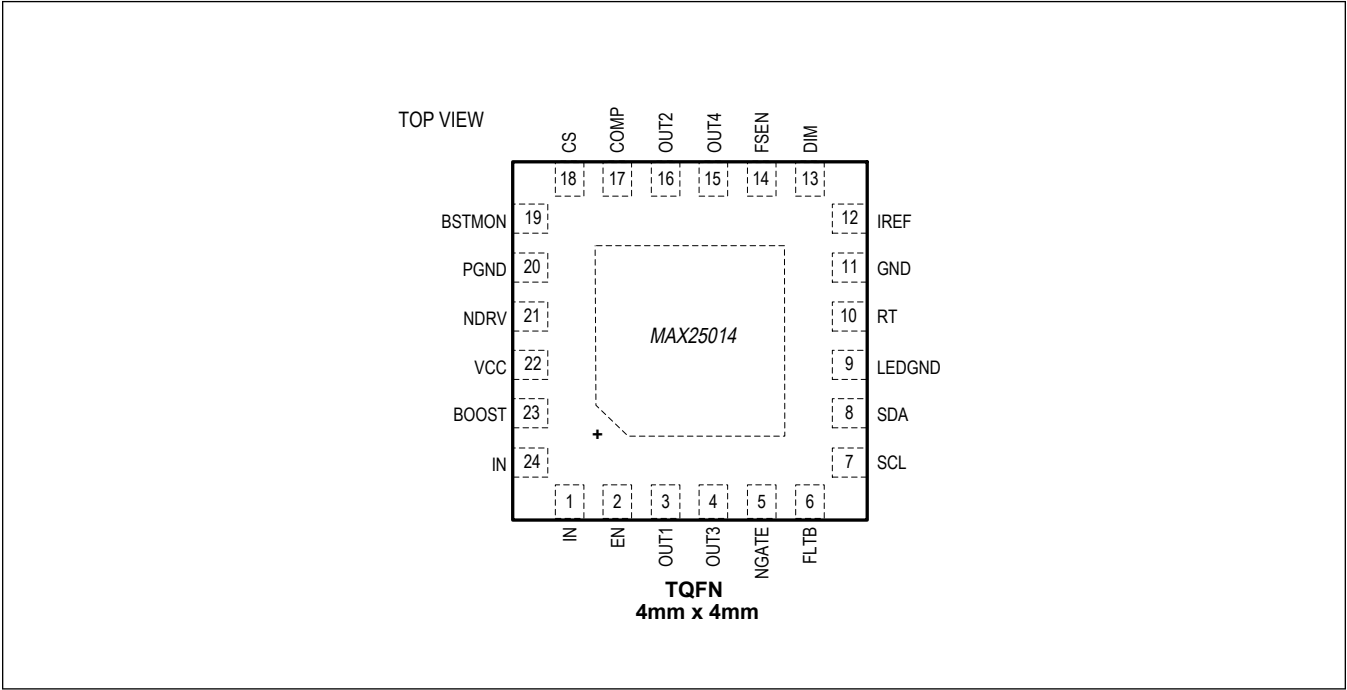 TOP VIEW
CS
COMP
OUT2
OUT4
FSEN
DIM
18 17 16 15 14 13
BSTMON 19
12 IREF
PGND 20
11 GND
NDRV 21
10 RT
MAX25014
VCC 22
9 LEDGND
BOOST 23
8 SDA
+
IN 24
7 SCL
1 2 3 4 5 6
IN
EN
OUT1
OUT3
NGATE
FLTB
TQFN
4mm x 4mm